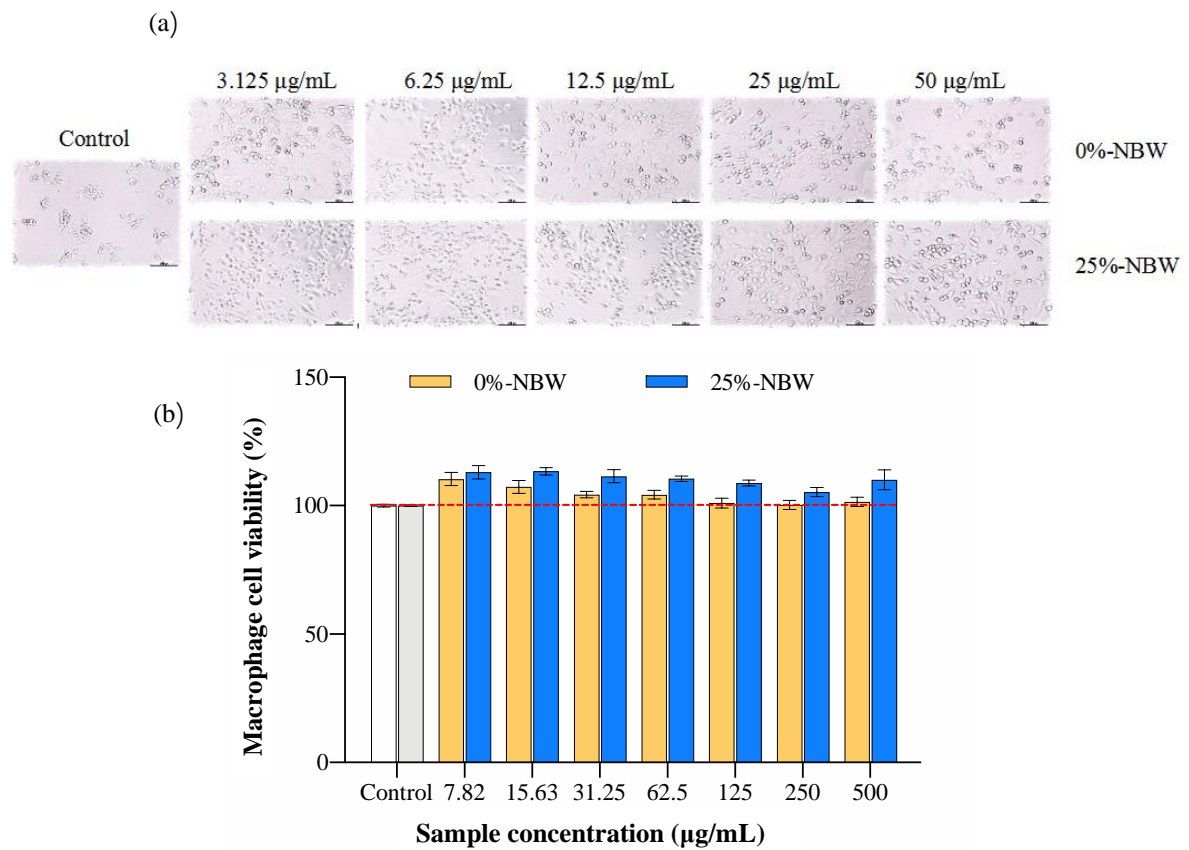 (a)
3.125 µg/mL 6.25 µg/mL 12.5 µg/mL 25 µg/mL 50 µg/mL
Control
0%-NBW
25%-NBW
(b)
150
0%-NBW 25%-NBW
100
50
0
Macrophage cell viability (%)
Control 7.82 15.63 31.25 62.5 125 250 500
Sample concentration (µg/mL)